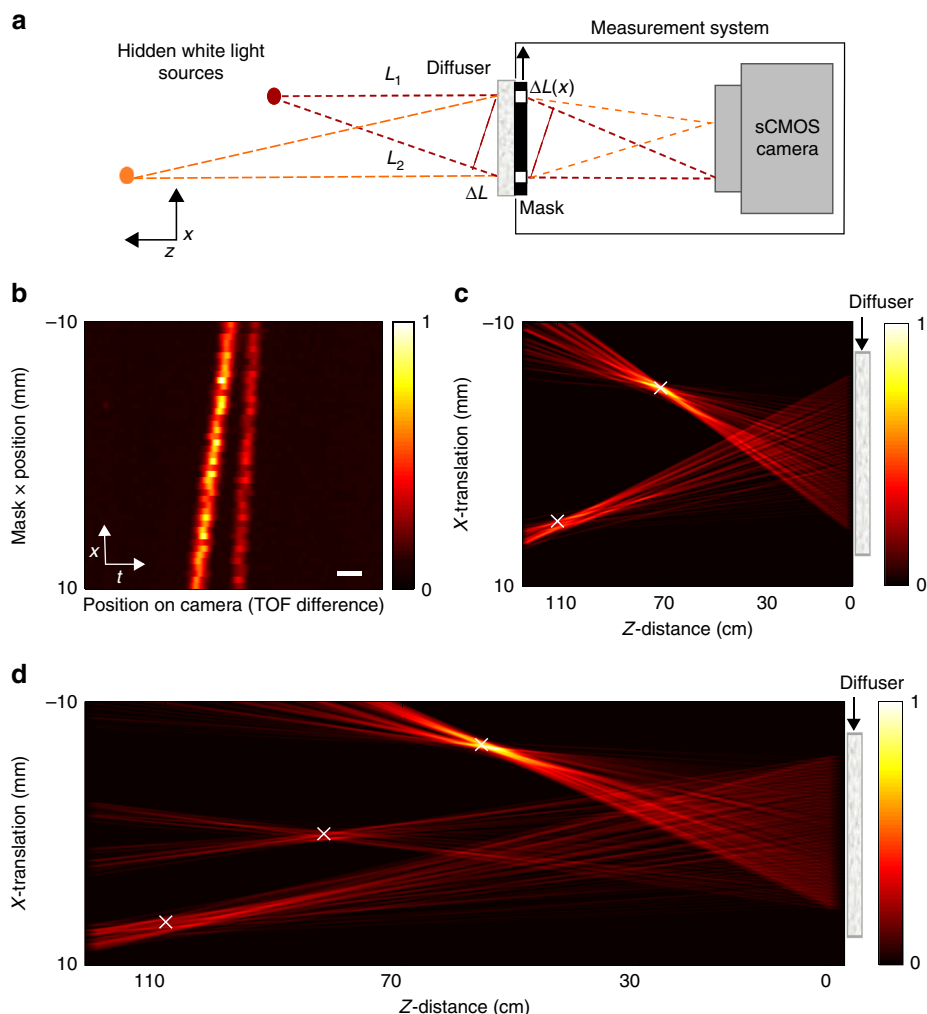 a
Measurement system
Hidden white light
sources
Diffuser
L1
ΔL(x)
sCMOS
camera
L2
ΔL
Mask
x
z
b
c
Diffuser
–10
1
–10
1
Mask × position (mm)
X-translation (mm)
x
t
10
0
10
0
Position on camera (TOF difference)
110
70
30
0
Z-distance (cm)
d
Diffuser
–10
1
X-translation (mm)
10
0
110
70
30
0
Z-distance (cm)